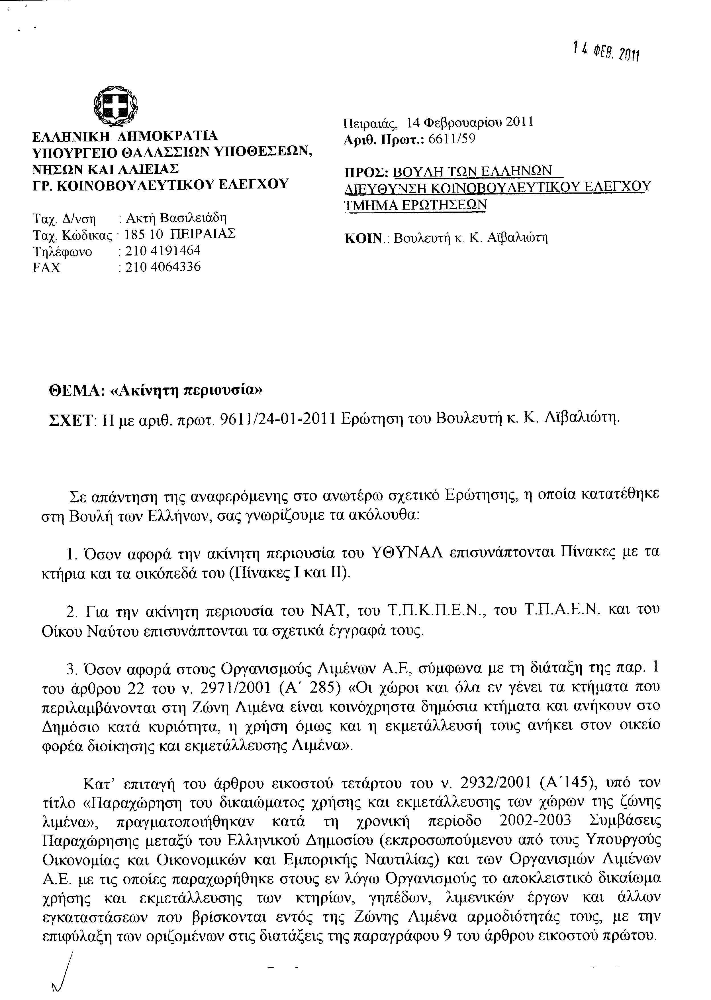 14 ΦΕΒ. 2011
ΕΛΛΗΝΙΚΗ ΔΗΜΟΚΡΑΤΙΑ
ΥΠΟΥΡΓΕΙΟ ΘΑΛΑΣΣΙΩΝ ΥΠΟΘΕΣΕΩΝ,
ΝΗΣΩΝ ΚΑΙ ΑΛΙΕΙΑΣ
ΓΡ. ΚΟΙΝΟΒΟΥΛΕΥΤΙΚΟΥ ΕΛΕΓΧΟΥ
Ταχ. Δ/νση : Ακτή Βασιλειάδη
Ταχ. Κώδικας : 185 10 ΠΕΙΡΑΙΑΣ
Τηλέφωνο : 210 4191464
FAX : 210 4064336
Πειραιάς, 14 Φεβρουαρίου 2011
Αριθ. Πρωτ.: 6611/59
ΠΡΟΣ: ΒΟΥΛΗ ΤΩΝ ΕΛΛΗΝΩΝ
ΔΙΕΥΘΥΝΣΗ ΚΟΙΝΟΒΟΥΛΕΥΤΙΚΟΥ ΕΛΕΓΧΟΥ
ΤΜΗΜΑ ΕΡΩΤΗΣΕΩΝ
ΚΟΙΝ.: Βουλευτή κ. Κ. Αϊβαλιώτη
ΘΕΜΑ: «Ακίνητη περιουσία»
ΣΧΕΤ: Η με αριθ. πρωτ. 9611/24-01-2011 Ερώτηση του Βουλευτή κ. Κ. Αϊβαλιώτη.
Σε απάντηση της αναφερόμενης στο ανωτέρω σχετικό Ερώτησης, η οποία κατατέθηκε
στη Βουλή των Ελλήνων, σας γνωρίζουμε τα ακόλουθα:
1. Όσον αφορά την ακίνητη περιουσία του ΥΘΥΝΑΛ επισυνάπτονται Πίνακες με τα
κτήρια και τα οικόπεδά του (Πίνακες Ι και ΙΙ).
2. Για την ακίνητη περιουσία του ΝΑΤ, του Τ.Π.Κ.Π.Ε.Ν., του Τ.Π.Α.Ε.Ν. και του
Οίκου Ναύτου επισυνάπτονται τα σχετικά έγγραφά τους.
3. Όσον αφορά στους Οργανισμούς Λιμένων Α.Ε, σύμφωνα με τη διάταξη της παρ. 1
του άρθρου 22 του ν. 2971/2001 (Α΄ 285) «Οι χώροι και όλα εν γένει τα κτήματα που
περιλαμβάνονται στη Ζώνη Λιμένα είναι κοινόχρηστα δημόσια κτήματα και ανήκουν στο
Δημόσιο κατά κυριότητα, η χρήση όμως και η εκμετάλλευσή τους ανήκει στον οικείο
φορέα διοίκησης και εκμετάλλευσης Λιμένα».
Κατ’ επιταγή του άρθρου εικοστού τετάρτου του ν. 2932/2001 (Α΄145), υπό τον
τίτλο «Παραχώρηση του δικαιώματος χρήσης και εκμετάλλευσης των χώρων της ζώνης
λιμένα», πραγματοποιήθηκαν κατά τη χρονική περίοδο 2002-2003 Συμβάσεις
Παραχώρησης μεταξύ του Ελληνικού Δημοσίου (εκπροσωπούμενου από τους Υπουργούς
Οικονομίας και Οικονομικών και Εμπορικής Ναυτιλίας) και των Οργανισμών Λιμένων
Α.Ε. με τις οποίες παραχωρήθηκε στους εν λόγω Οργανισμούς το αποκλειστικό δικαίωμα
χρήσης και εκμετάλλευσης των κτηρίων, γηπέδων, λιμενικών έργων και άλλων
εγκαταστάσεων που βρίσκονται εντός της Ζώνης Λιμένα αρμοδιότητάς τους, με την
επιφύλαξη των οριζομένων στις διατάξεις της παραγράφου 9 του άρθρου εικοστού πρώτου.